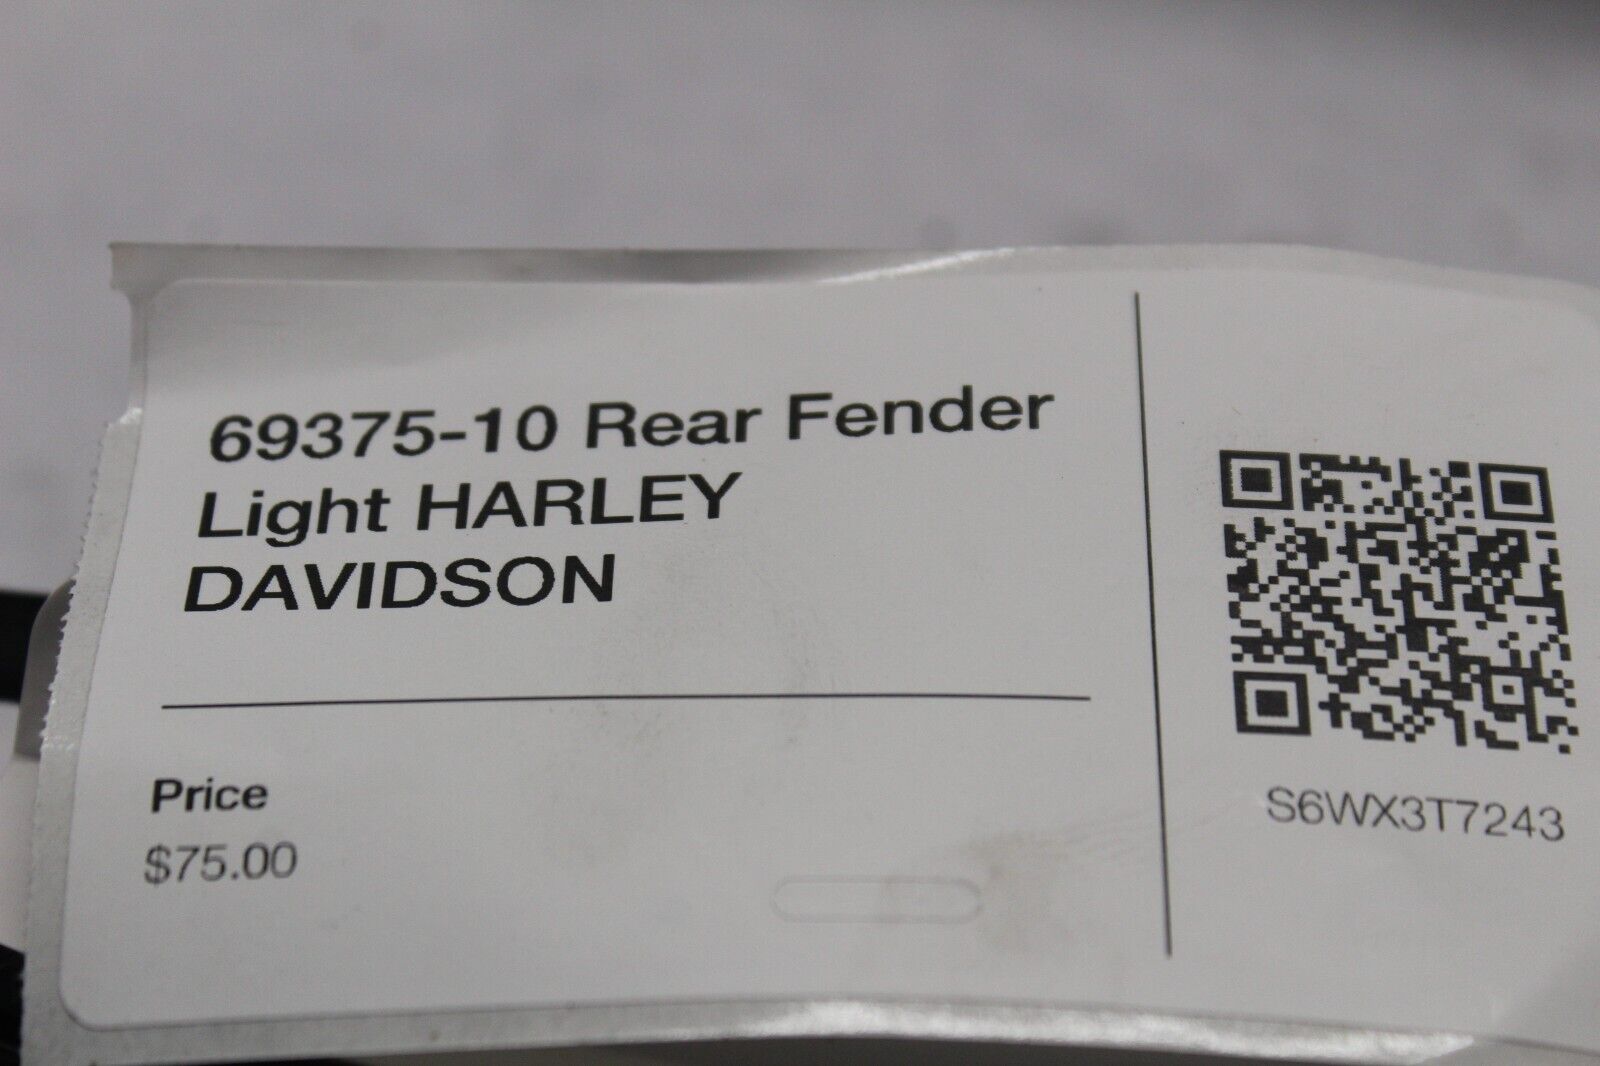 69375-10 Rear Fender
Light HARLEY
DAVIDSON
Price
$75.00
S6WX3T7243